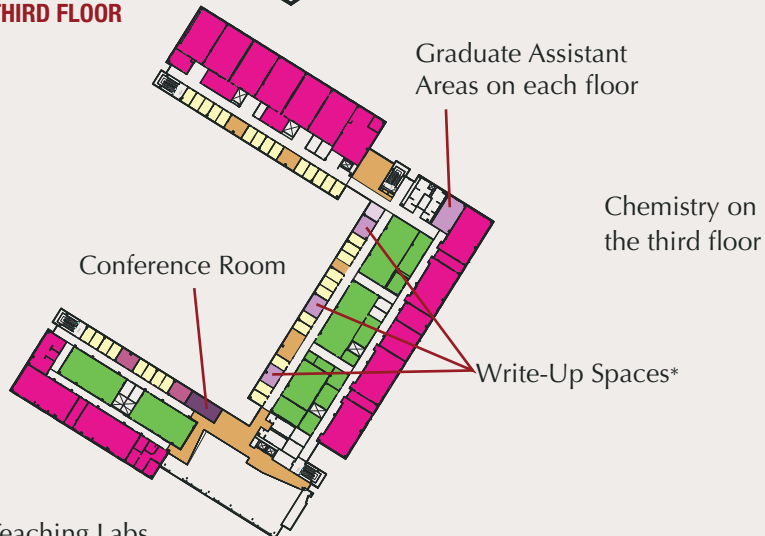 THIRD FLOOR
Graduate Assistant
Areas on each floor
Chemistry on
the third floor
Conference Room
Write-Up Spaces*
Teaching Labs